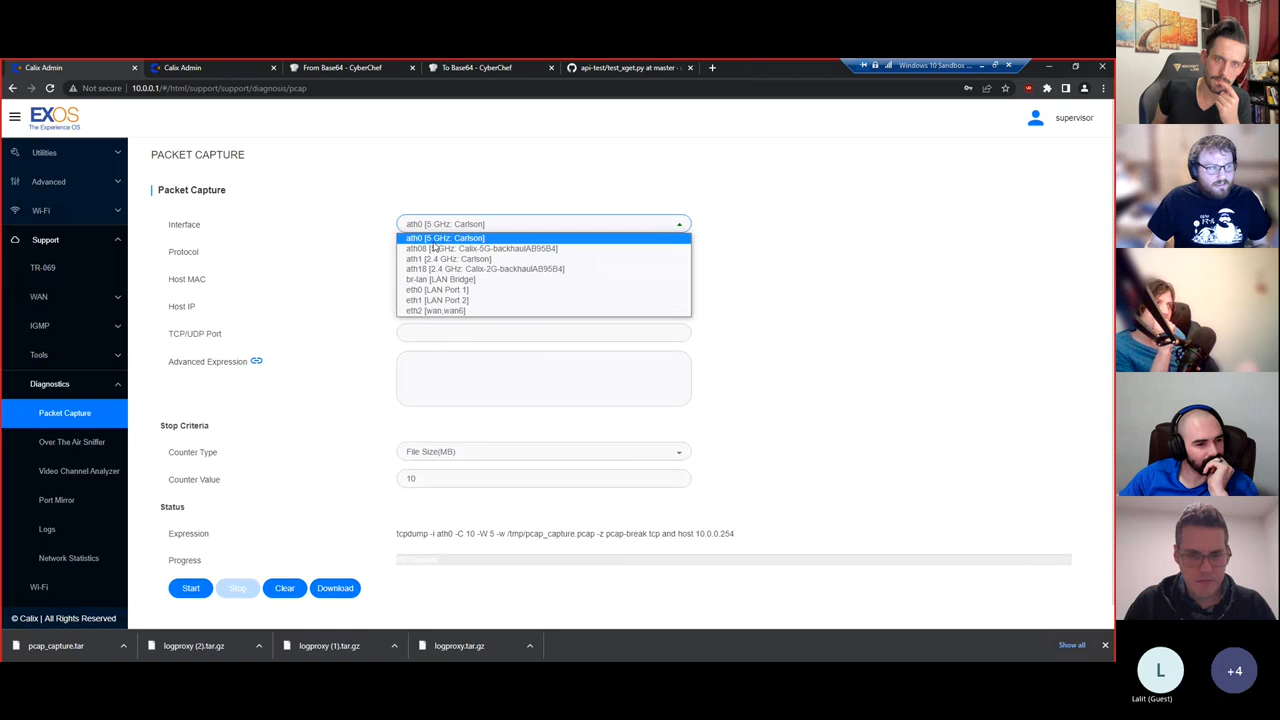 Calix Admin
Calix Admin
From Base64 - CyberChef
To Base64 - CyberChef
api-test/test_xget.py at master
Windows 10 Sandbox ...
Not secure
10.0.0.1/#/html/support/support/diagnosis/pcap
EXOS
The Experience OS
supervisor
Utilities
Advanced
Wi-Fi
Support
TR-069
WAN
IGMP
Tools
Diagnostics
Packet Capture
Over The Air Sniffer
Video Channel Analyzer
Port Mirror
Logs
Network Statistics
Wi-Fi
© Calix | All Rights Reserved
PACKET CAPTURE
Packet Capture
Interface
ath0 [5 GHz: Carlson]
ath0 [5 GHz: Carlson]
ath08 [ GHz: Calix-5G-backhaulAB95B4]
ath1 [2.4 GHz: Carlson]
ath18 [2.4 GHz: Calix-2G-backhaulAB95B4]
br-lan [LAN Bridge]
eth0 [LAN Port 1]
eth1 [LAN Port 2]
eth2 [wan,wan6]
Protocol
Host MAC
Host IP
TCP/UDP Port
Advanced Expression
Stop Criteria
Counter Type
File Size(MB)
Counter Value
10
Status
Expression
tcpdump -i ath0 -C 10 -W 5 -w /tmp/pcap_capture.pcap -z pcap-break tcp and host 10.0.0.254
Progress
Start
Stop
Clear
Download
pcap_capture.tar
logproxy (2).tar.gz
logproxy (1).tar.gz
logproxy.tar.gz
Show all
SECRETLAB
L
Lalit (Guest)
+4